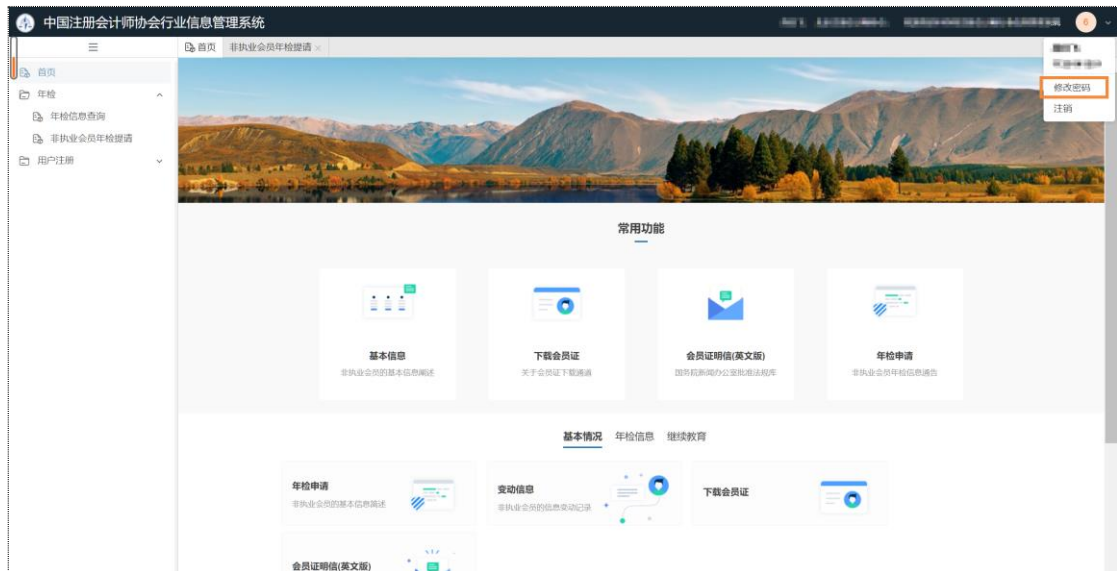 中国注册会计师协会行业信息管理系统
6
首页
非执业会员年检提请 ×
修改密码
注销
首页
年检
年检信息查询
非执业会员年检提请
用户注册
常用功能
基本信息
非执业会员的基本信息阐述
下载会员证
关于会员证下载通道
会员证明信(英文版)
国务院新闻办公室批准法规库
年检申请
非执业会员年检信息通告
基本情况 年检信息 继续教育
年检申请
非执业会员的基本信息简述
变动信息
非执业会员的信息变动记录
下载会员证
会员证明信(英文版)